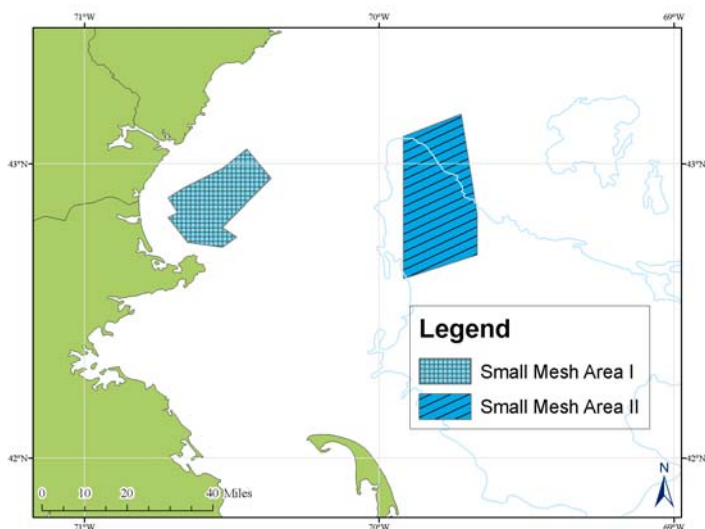 71°W 70°W 69°W
43°N 43°N
Legend
Small Mesh Area I
Small Mesh Area II
42°N 42°N
N
0 10 20 40 Miles
71°W 70°W 69°W